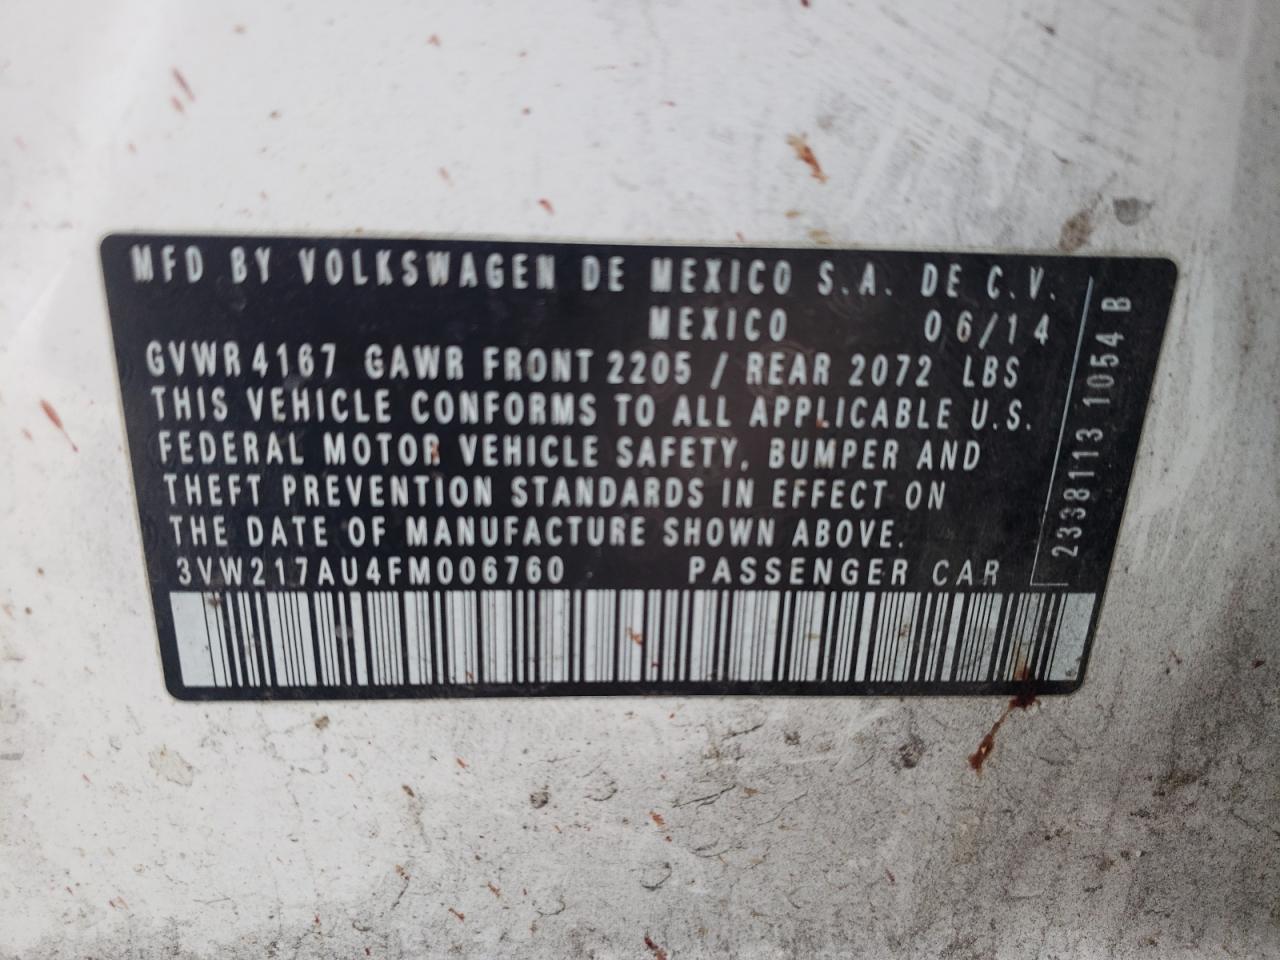 MFD BY VOLKSWAGEN DE MEXICO S.A. DE C.V.
MEXICO 06/14
GVWR 4167 GAWR FRONT 2205 / REAR 2072 LBS
THIS VEHICLE CONFORMS TO ALL APPLICABLE U.S.
FEDERAL MOTOR VEHICLE SAFETY, BUMPER AND
THEFT PREVENTION STANDARDS IN EFFECT ON
THE DATE OF MANUFACTURE SHOWN ABOVE.
3VW217AU4FM006760 PASSENGER CAR
2338113 1054 B